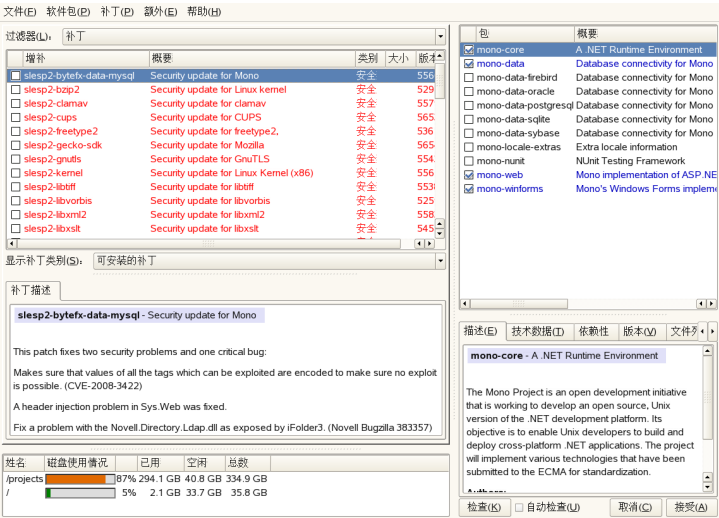 文件(F) 软件包(P) 补丁(P) 额外(E) 帮助(H)
过滤器(L): 补丁
增补 概要 类别 大小 版本
slesp2-bytefx-data-mysql Security update for Mono 安全 556
slesp2-bzip2 Security update for Linux kernel 安全 529
slesp2-clamav Security update for clamav 安全 557
slesp2-cups Security update for CUPS 安全 565
slesp2-freetype2 Security update for freetype2, 安全 536
slesp2-gecko-sdk Security update for Mozilla 安全 565
slesp2-gnutls Security update for GnuTLS 安全 554
slesp2-kernel Security update for Linux Kernel (x86) 安全 556
slesp2-libtiff Security update for libtiff 安全 553
slesp2-libvorbis Security update for libvorbis 安全 525
slesp2-libxml2 Security update for libxml2 安全 558
slesp2-libxslt Security update for libxslt 安全 545
显示补丁类别(S): 可安装的补丁
补丁描述
slesp2-bytefx-data-mysql - Security update for Mono
This patch fixes two security problems and one critical bug:
Makes sure that values of all the tags which can be exploited are encoded to make sure no exploit
is possible. (CVE-2008-3422)
A header injection problem in Sys.Web was fixed.
Fix a problem with the Novell.Directory.Ldap.dll as exposed by iFolder3. (Novell Bugzilla 383357)
姓名 磁盘使用情况 已用 空闲 总数
/projects 87% 294.1 GB 40.8 GB 334.9 GB
/ 5% 2.1 GB 33.7 GB 35.8 GB
包 概要
mono-core A .NET Runtime Environment
mono-data Database connectivity for Mono
mono-data-firebird Database connectivity for Mono
mono-data-oracle Database connectivity for Mono
mono-data-postgresql Database connectivity for Mono
mono-data-sqlite Database connectivity for Mono
mono-data-sybase Database connectivity for Mono
mono-locale-extras Extra locale information
mono-nunit NUnit Testing Framework
mono-web Mono implementation of ASP.NE
mono-winforms Mono's Windows Forms impleme
描述(E) 技术数据(T) 依赖性 版本(V) 文件列
mono-core - A .NET Runtime Environment
The Mono Project is an open development initiative
that is working to develop an open source, Unix
version of the .NET development platform. Its
objective is to enable Unix developers to build and
deploy cross-platform .NET applications. The project
will implement various technologies that have been
submitted to the ECMA for standardization.
Authors:
检查(K) 自动检查(U) 取消(C) 接受(A)